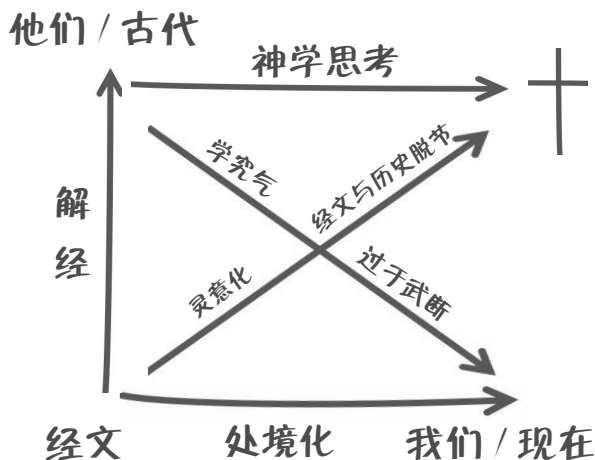 他们 / 古代
神学思考
学究气
经文与历史脱节
解
经
灵意化
过于武断
经文
处境化
我们 / 现在